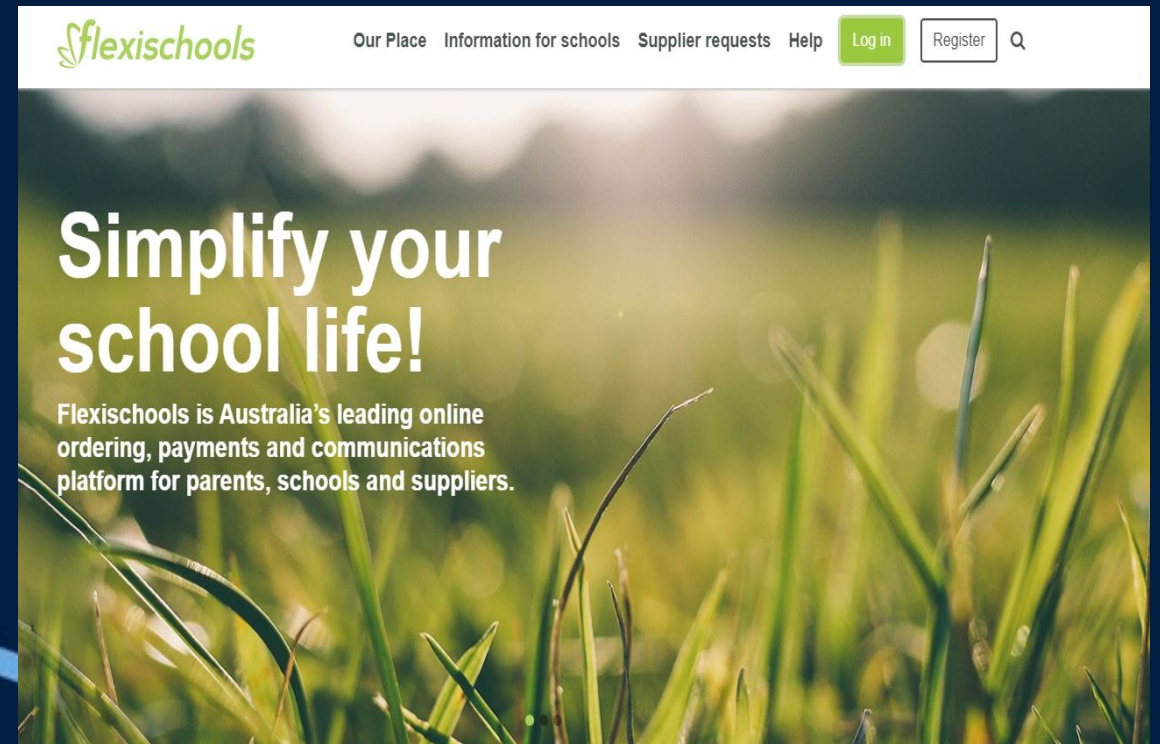 flexischools
Our Place Information for schools Supplier requests Help Log in Register
Simplify your
school life!
Flexischools is Australia's leading online
ordering, payments and communications
platform for parents, schools and suppliers.